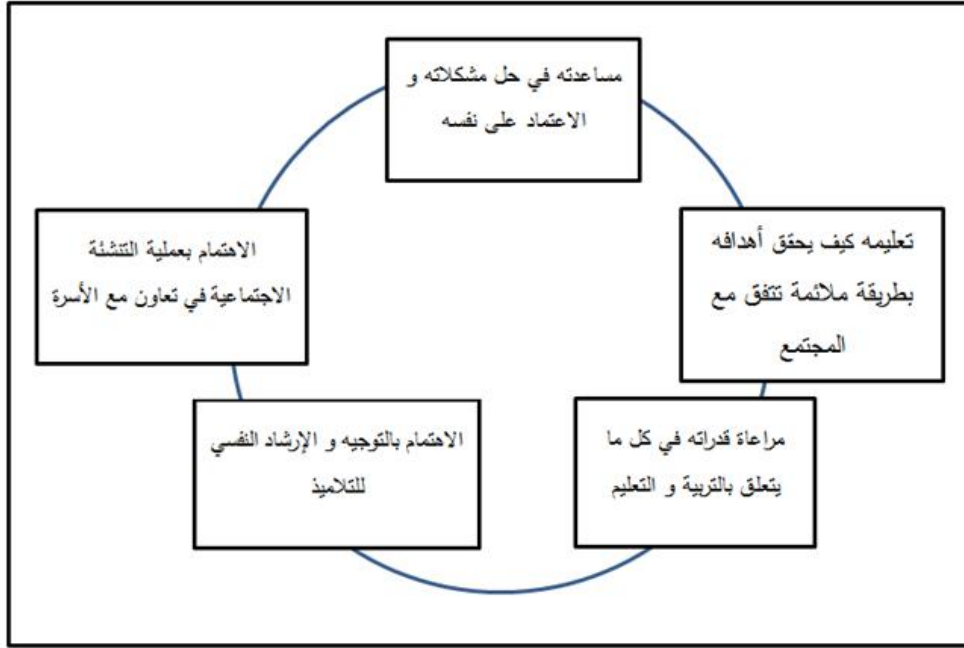 مساعدته في حل مشكلاته و
الاعتماد على نفسه
تعليمه كيف يحقق أهدافه
بطريقة ملائمة تتفق مع
المجتمع
مراعاة قدراته في كل ما
يتعلق بالتربية و التعليم
الاهتمام بالتوجيه و الإرشاد النفسي
للتلاميذ
الاهتمام بعملية التنشئة
الاجتماعية في تعاون مع الأسرة